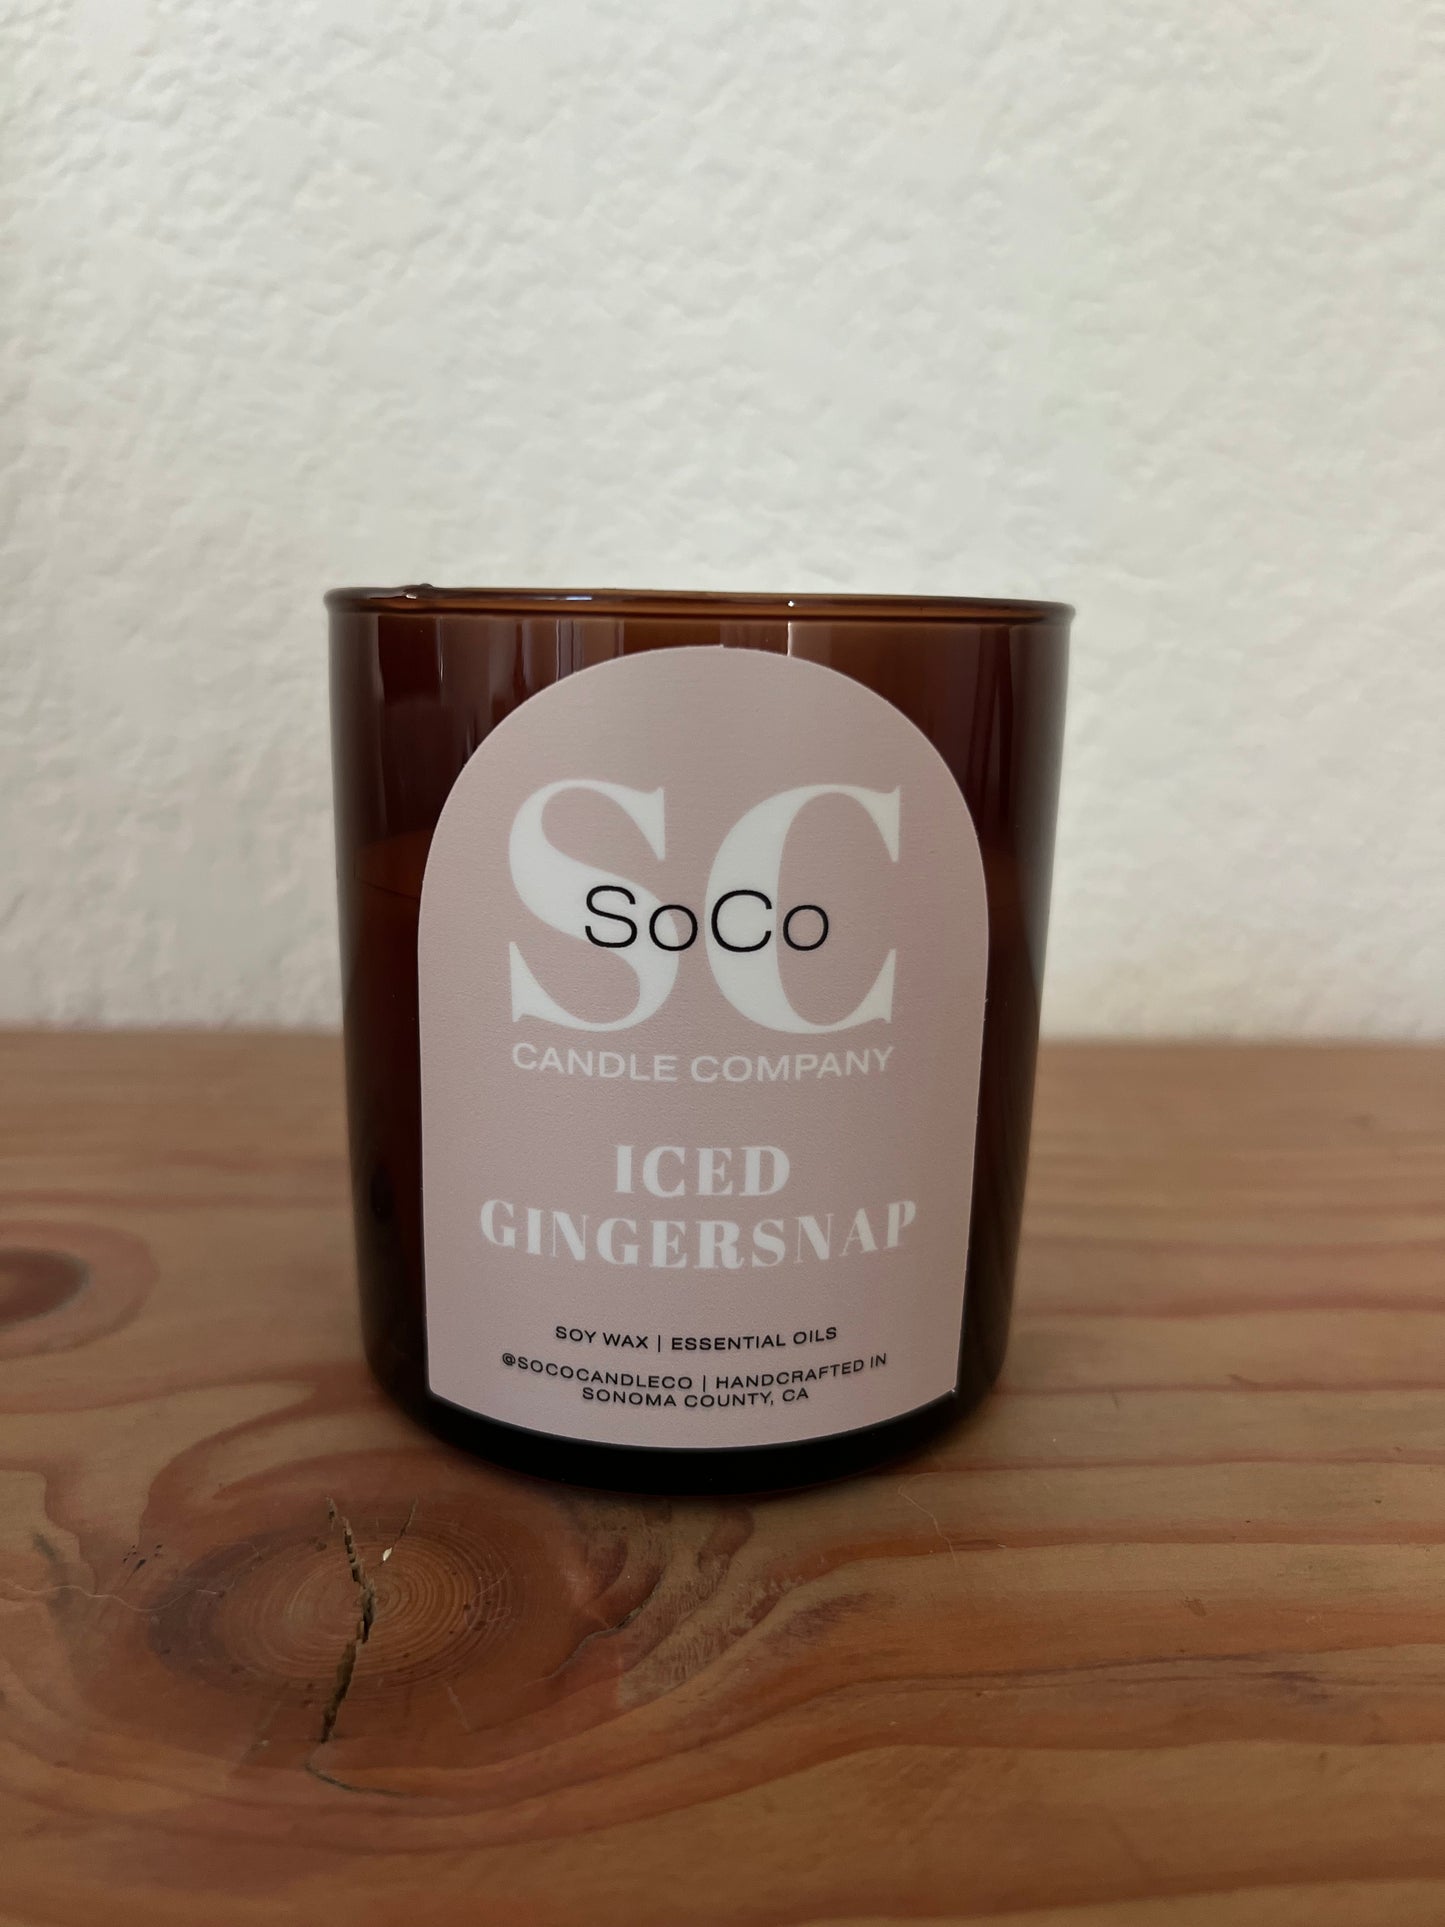 SC
SoCo
CANDLE COMPANY
ICED
GINGERSNAP
SOY WAX | ESSENTIAL OILS
@SOCOCANDLECO | HANDCRAFTED IN
SONOMA COUNTY, CA